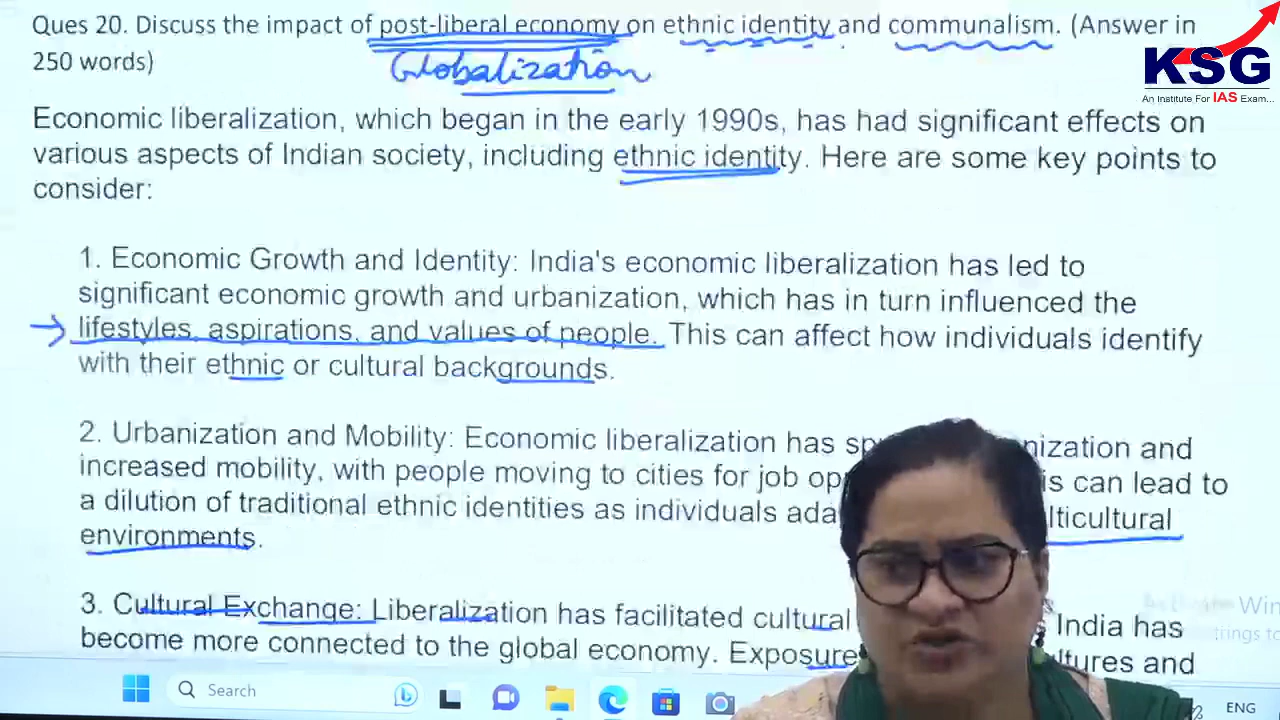 Ques 20. Discuss the impact of post-liberal economy on ethnic identity and communalism. (Answer in
250 words)
Globalization
KSG
An Institute For IAS Exam...
Economic liberalization, which began in the early 1990s, has had significant effects on
various aspects of Indian society, including ethnic identity. Here are some key points to
consider:
1. Economic Growth and Identity: India's economic liberalization has led to
significant economic growth and urbanization, which has in turn influenced the
lifestyles, aspirations, and values of people. This can affect how individuals identify
with their ethnic or cultural backgrounds.
2. Urbanization and Mobility: Economic liberalization has and
increased mobility, with people moving to cities for job can lead to
a dilution of traditional ethnic identities as individuals
environments.
3. Cultural Exchange: Liberalization has facilitated cultural India has
become more connected to the global economy. Exposure and
Search
ENG